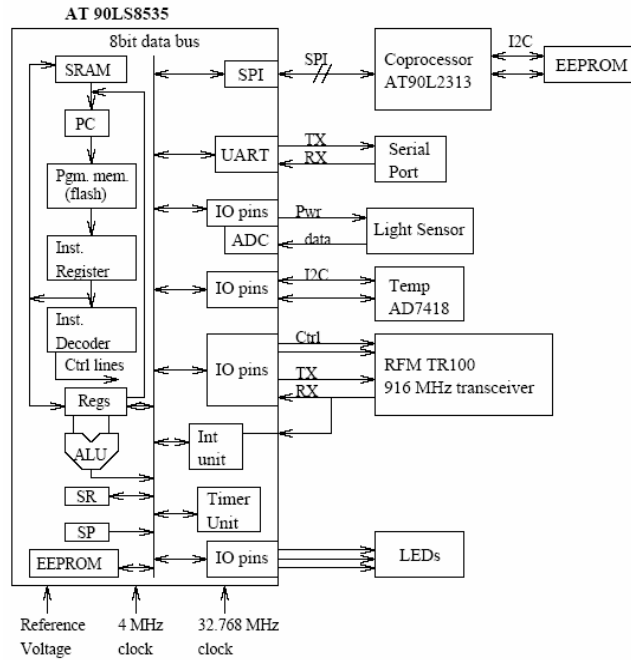 AT 90LS8535
8bit data bus
SRAM
PC
Pgm. mem.
(flash)
Inst.
Register
Inst.
Decoder
Ctrl lines
Regs
ALU
SR
SP
EEPROM
SPI
UART
IO pins
ADC
IO pins
IO pins
Int
unit
Timer
Unit
IO pins
SPI
Coprocessor
AT90L2313
I2C
EEPROM
TX
RX
Serial
Port
Pwr
data
Light Sensor
I2C
Temp
AD7418
Ctrl
TX
RX
RFM TR100
916 MHz transceiver
LEDs
Reference
Voltage
4 MHz
clock
32.768 MHz
clock